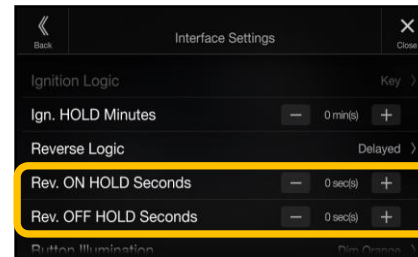 《 Interface Settings ×
Back Close
Ignition Logic Key 〉
Ign. HOLD Minutes − 0 min(s) +
Reverse Logic Delayed 〉
Rev. ON HOLD Seconds − 0 sec(s) +
Rev. OFF HOLD Seconds − 0 sec(s) +
Button Illumination Dim Orange 〉